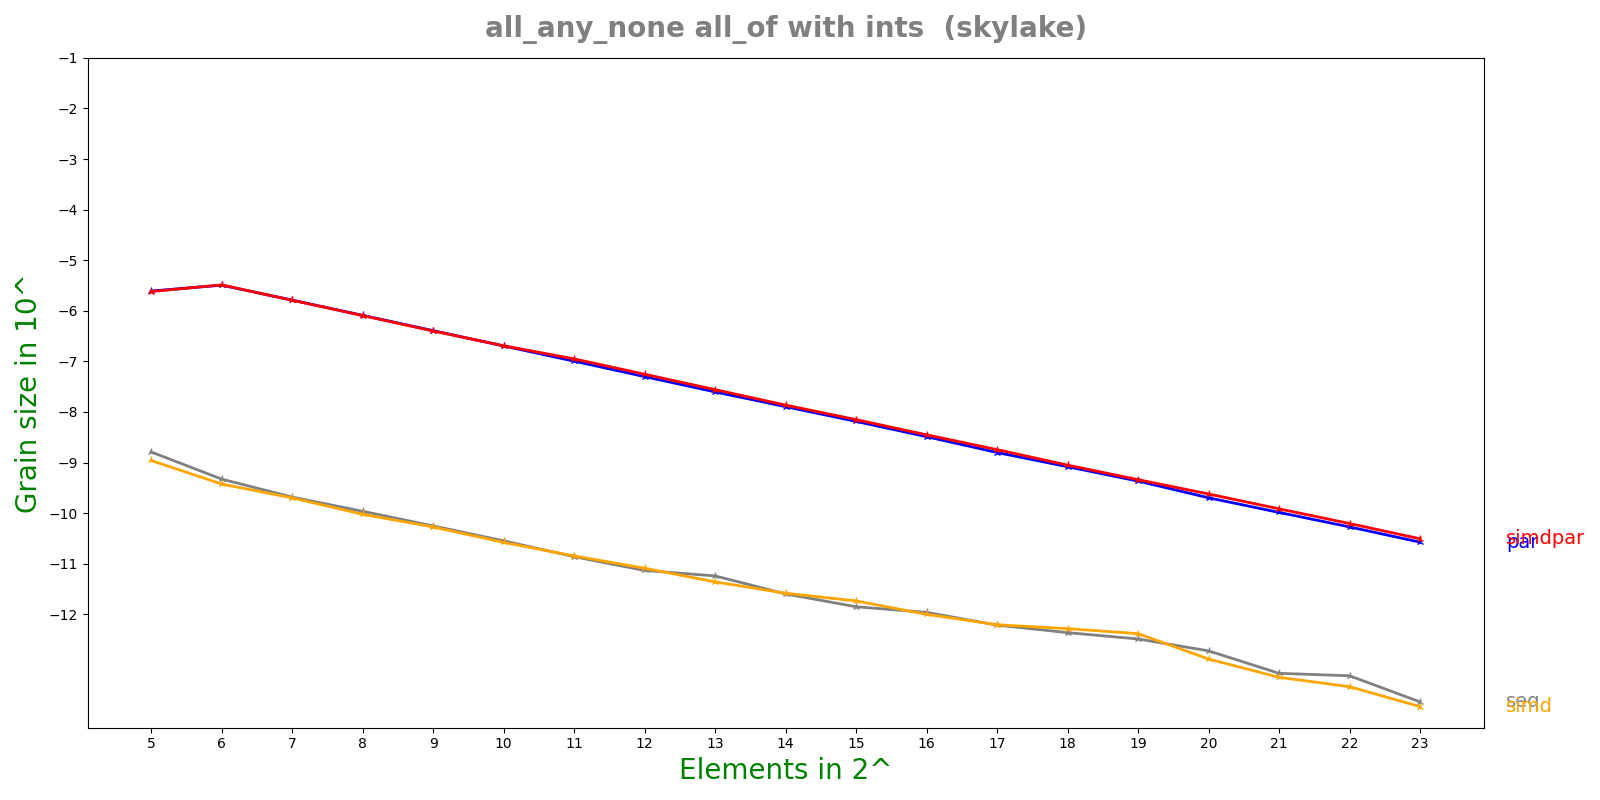 all_any_none all_of with ints  (skylake)
Grain size in 10^
−1
−2
−3
−4
−5
−6
−7
−8
−9
−10
−11
−12
simdpar
par
seq
simd
5 6 7 8 9 10 11 12 13 14 15 16 17 18 19 20 21 22 23
Elements in 2^